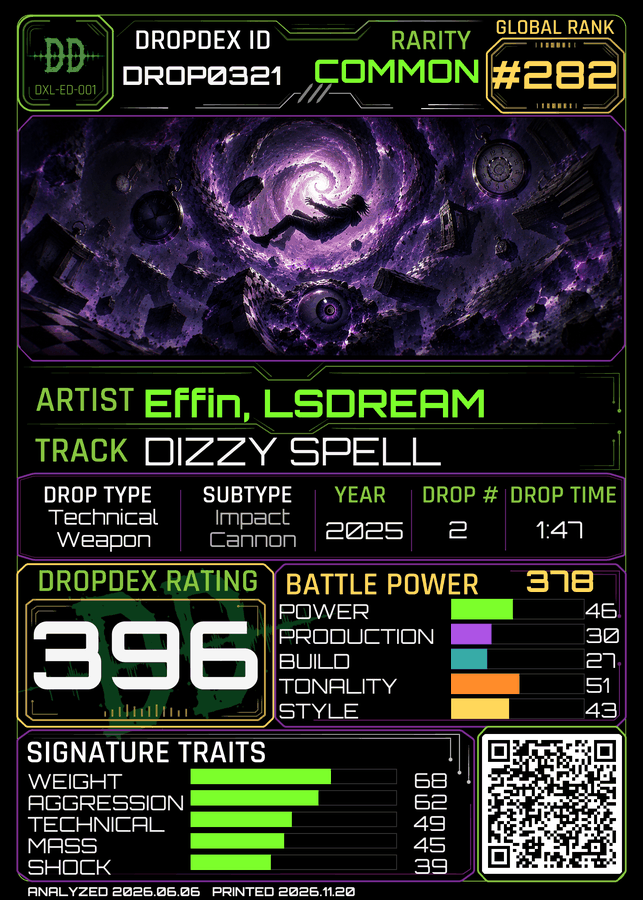 DD
DXL-ED-001
DROPDEX ID
DROP0321
RARITY
COMMON
GLOBAL RANK
#282
ARTIST Effin, LSDREAM
TRACK DIZZY SPELL
DROP TYPE
Technical
Weapon
SUBTYPE
Impact
Cannon
YEAR
2025
DROP #
2
DROP TIME
1:47
DROPDEX RATING
396
BATTLE POWER 378
POWER 46
PRODUCTION 30
BUILD 27
TONALITY 51
STYLE 43
SIGNATURE TRAITS
WEIGHT 68
AGGRESSION 62
TECHNICAL 49
MASS 45
SHOCK 39
ANALYZED 2026.06.06 PRINTED 2026.11.20